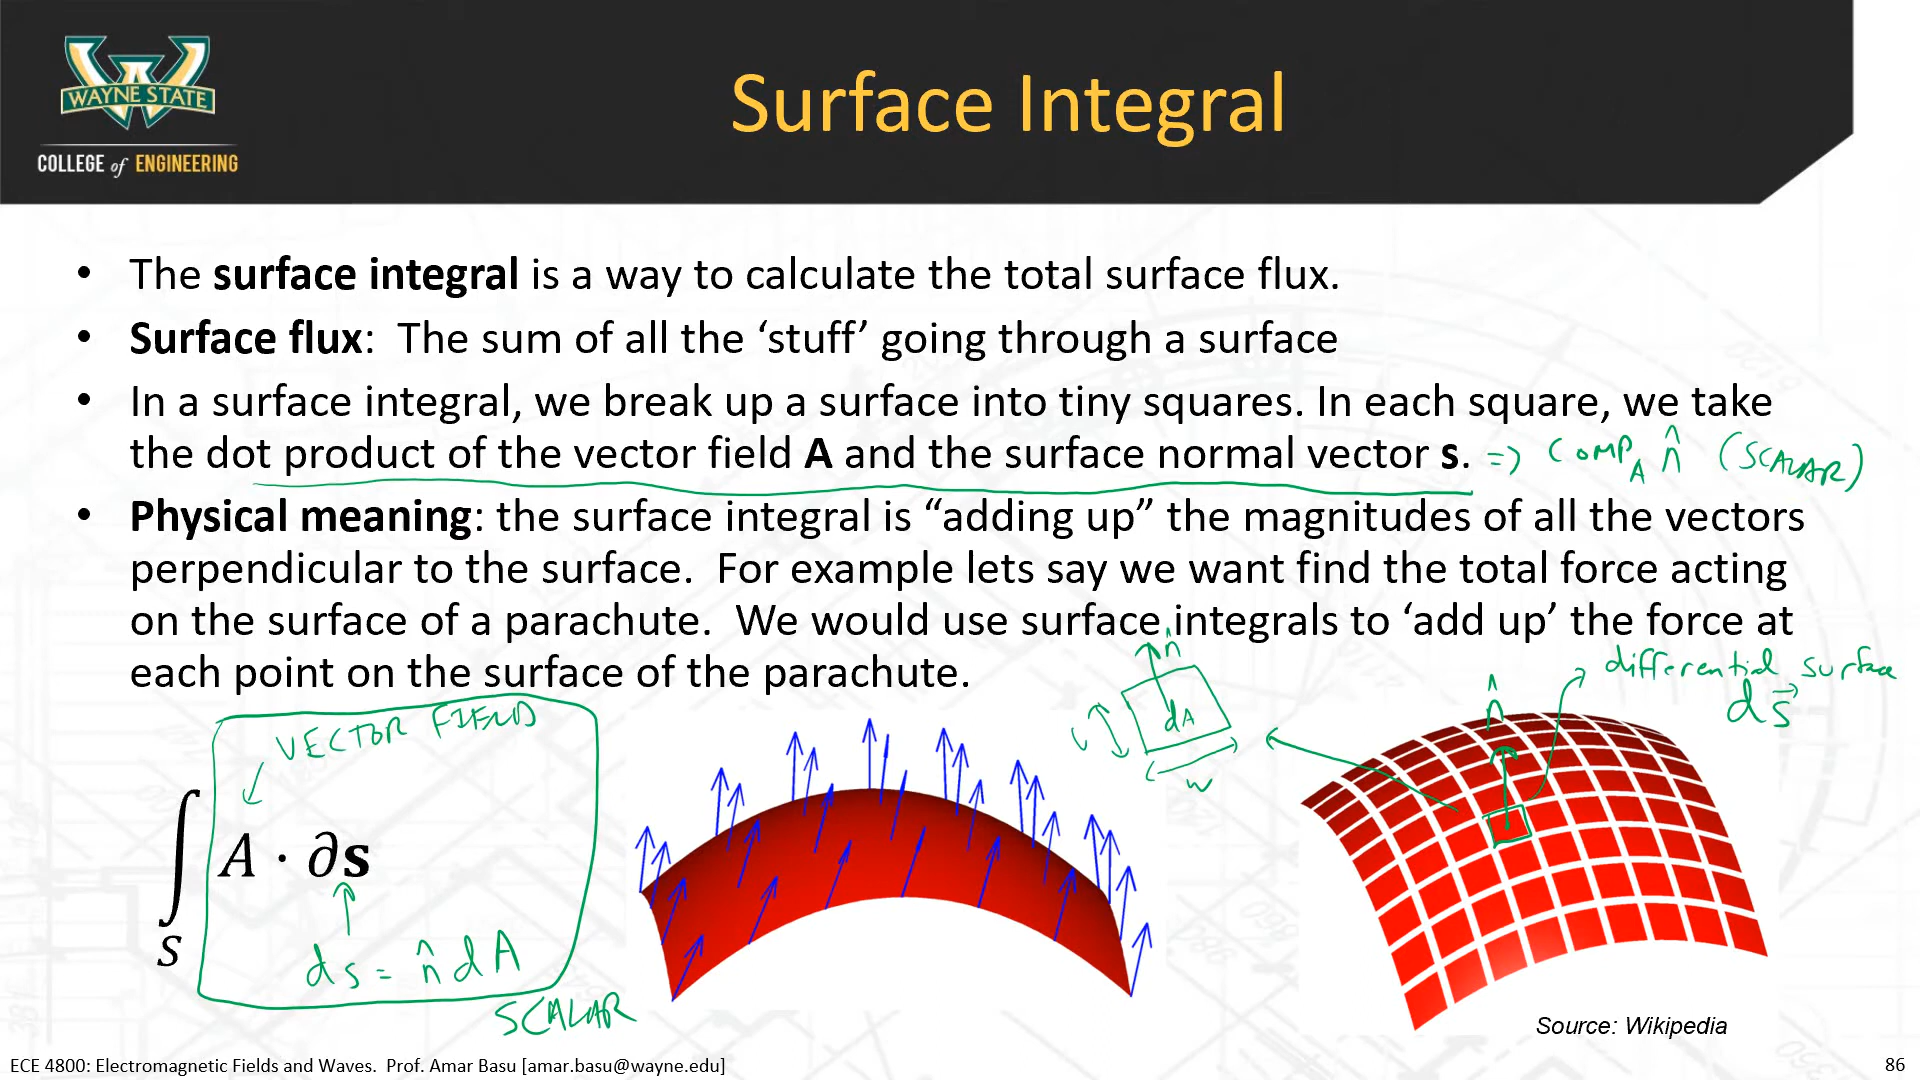 WAYNE STATE
COLLEGE of ENGINEERING
Surface Integral
• The surface integral is a way to calculate the total surface flux.
• Surface flux: The sum of all the ‘stuff’ going through a surface
• In a surface integral, we break up a surface into tiny squares. In each square, we take
the dot product of the vector field A and the surface normal vector s. => COMP_A n̂ (SCALAR)
• Physical meaning: the surface integral is “adding up” the magnitudes of all the vectors
perpendicular to the surface. For example lets say we want find the total force acting
on the surface of a parachute. We would use surface integrals to ‘add up’ the force at
each point on the surface of the parachute.
VECTOR FIELD
∫_S A · ∂s
ds = n̂ dA
SCALAR
n̂
dA
L
w
n̂
differential surface
ds⃗
Source: Wikipedia
ECE 4800: Electromagnetic Fields and Waves. Prof. Amar Basu [amar.basu@wayne.edu]
86